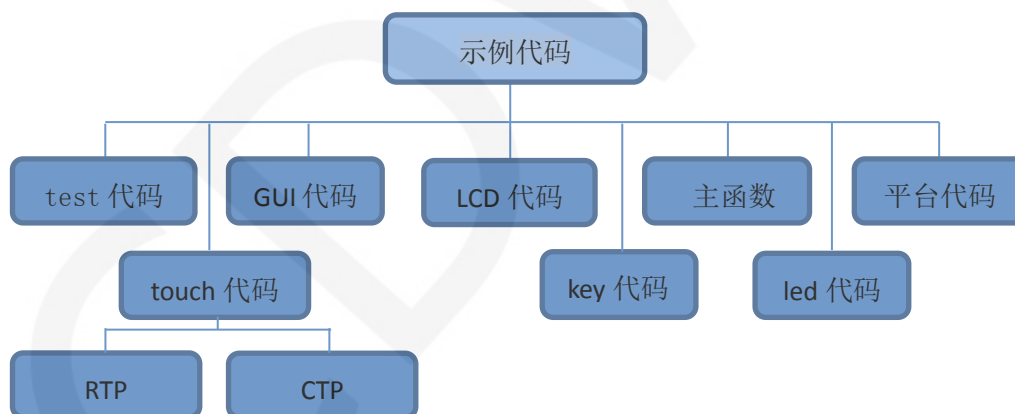 示例代码
test 代码
GUI 代码
LCD 代码
主函数
平台代码
touch 代码
key 代码
led 代码
RTP
CTP